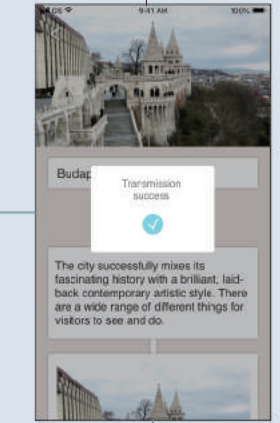 9:41 AM
100%
Budap
Transmission
success
The city successfully mixes its
fascinating history with a brilliant, laid-
back contemporary artistic style. There
are a wide range of different things for
visitors to see and do.